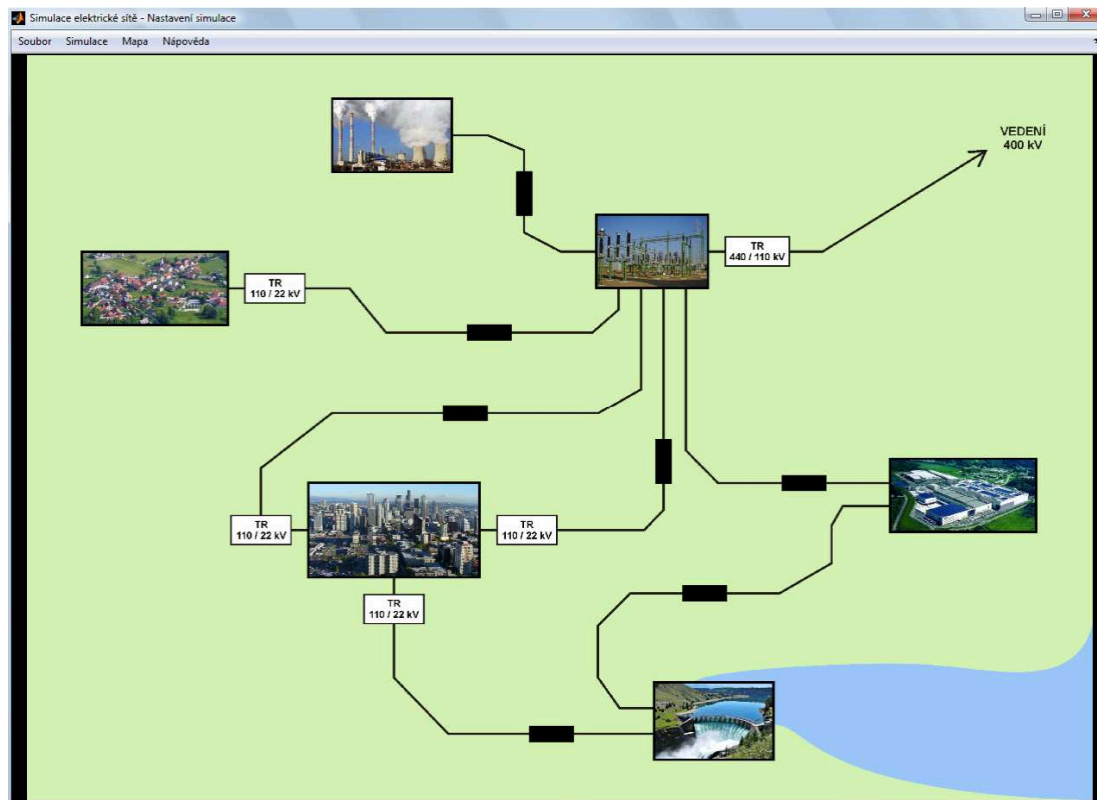 Simulace elektrické sítě - Nastavení simulace
Soubor Simulace Mapa Nápověda
VEDENÍ
400 kV
TR
440 / 110 kV
TR
110 / 22 kV
TR
110 / 22 kV
TR
110 / 22 kV
TR
110 / 22 kV